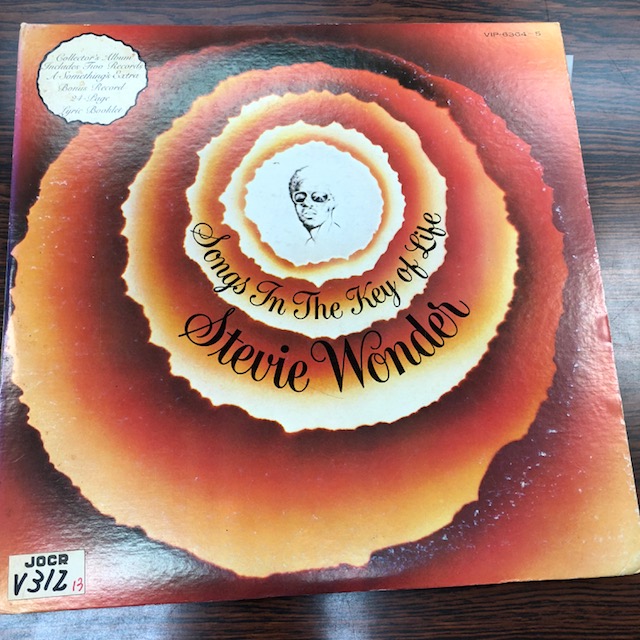 VIP-6364~5
Collector's Album
Includes Two Records
A Something's Extra
Bonus Record
24-Page
Lyric Booklet
Songs In The Key of Life
Stevie Wonder
JOCR
V312 13